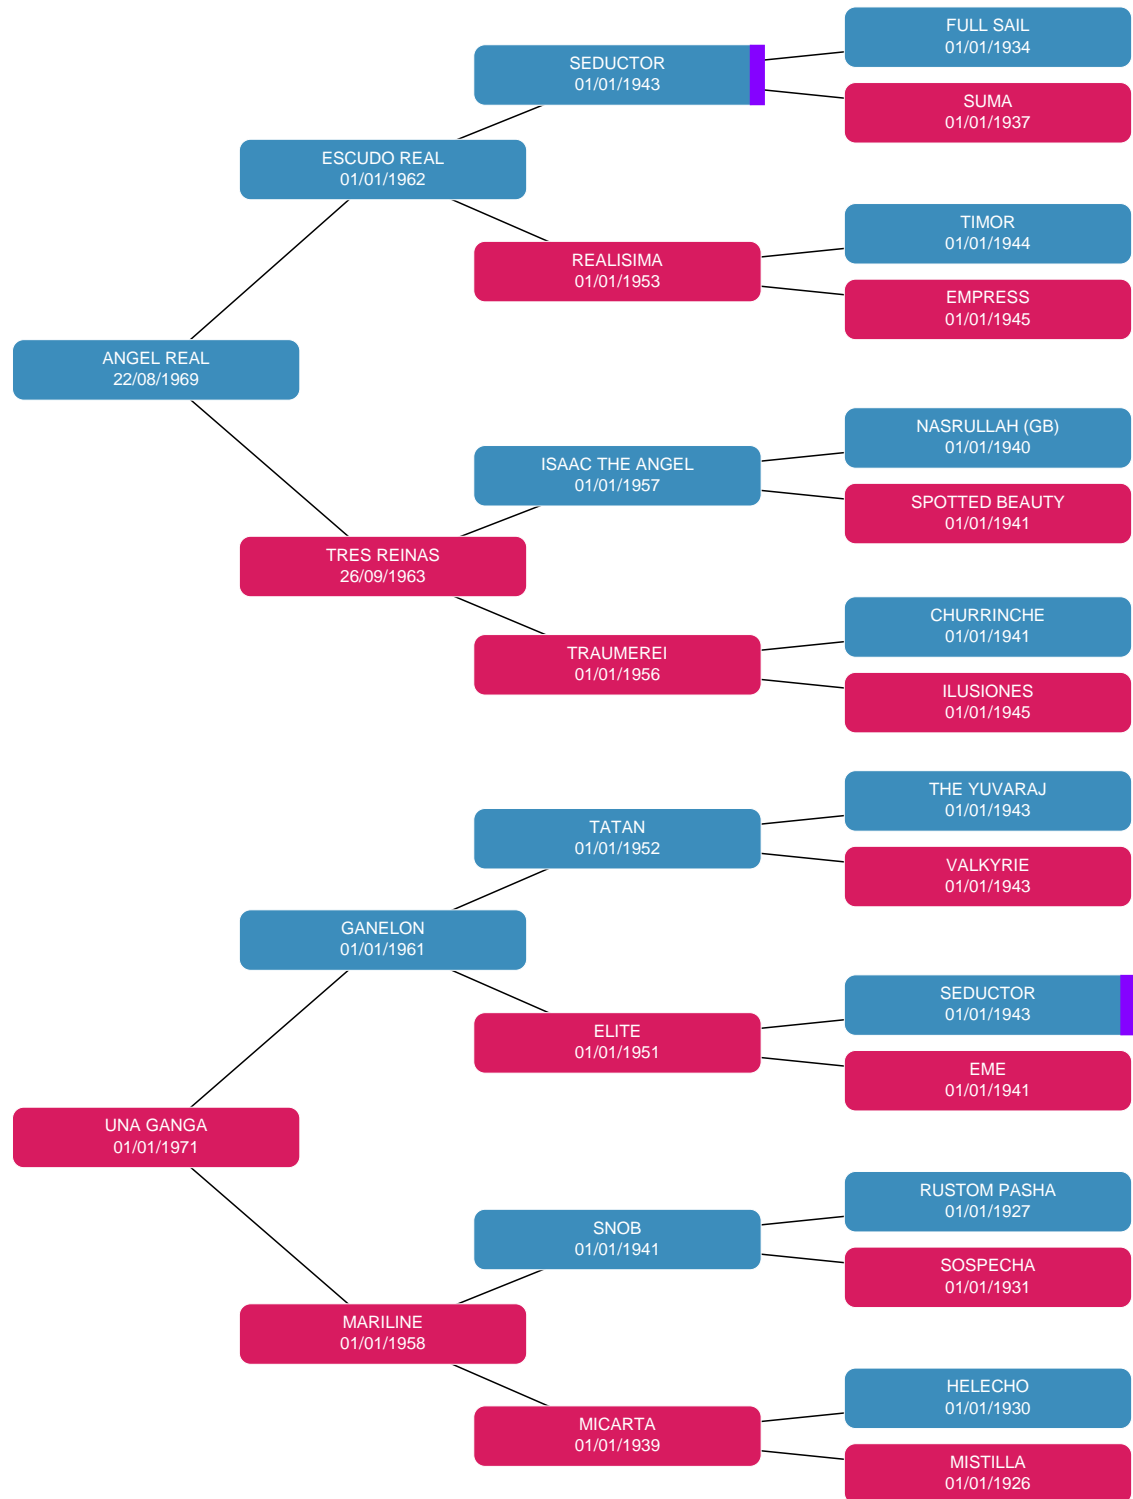 FULL SAIL
01/01/1934
SEDUCTOR
01/01/1943
SUMA
01/01/1937
ESCUDO REAL
01/01/1962
TIMOR
01/01/1944
REALISIMA
01/01/1953
EMPRESS
01/01/1945
ANGEL REAL
22/08/1969
NASRULLAH (GB)
01/01/1940
ISAAC THE ANGEL
01/01/1957
SPOTTED BEAUTY
01/01/1941
TRES REINAS
26/09/1963
CHURRINCHE
01/01/1941
TRAUMEREI
01/01/1956
ILUSIONES
01/01/1945
THE YUVARAJ
01/01/1943
TATAN
01/01/1952
VALKYRIE
01/01/1943
GANELON
01/01/1961
SEDUCTOR
01/01/1943
ELITE
01/01/1951
EME
01/01/1941
UNA GANGA
01/01/1971
RUSTOM PASHA
01/01/1927
SNOB
01/01/1941
SOSPECHA
01/01/1931
MARILINE
01/01/1958
HELECHO
01/01/1930
MICARTA
01/01/1939
MISTILLA
01/01/1926